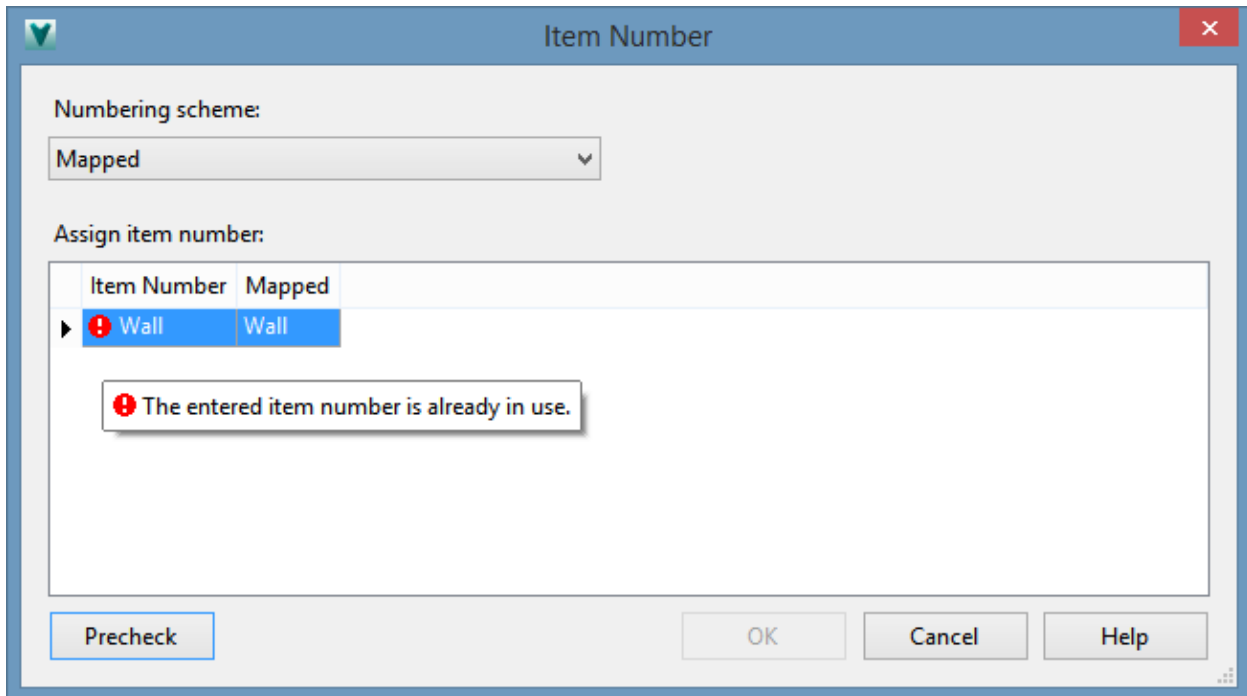 Item Number
Numbering scheme:
Mapped
Assign item number:
Item Number Mapped
Wall Wall
The entered item number is already in use.
Precheck OK Cancel Help